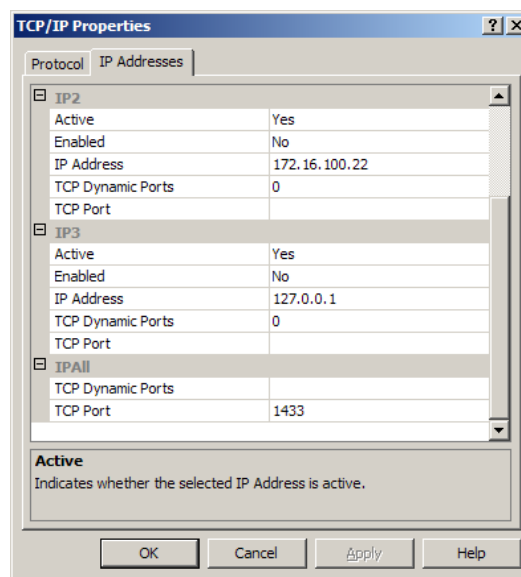 TCP/IP Properties
Protocol IP Addresses
IP2
Active Yes
Enabled No
IP Address 172.16.100.22
TCP Dynamic Ports 0
TCP Port
IP3
Active Yes
Enabled No
IP Address 127.0.0.1
TCP Dynamic Ports 0
TCP Port
IPAll
TCP Dynamic Ports
TCP Port 1433
Active
Indicates whether the selected IP Address is active.
OK Cancel Apply Help